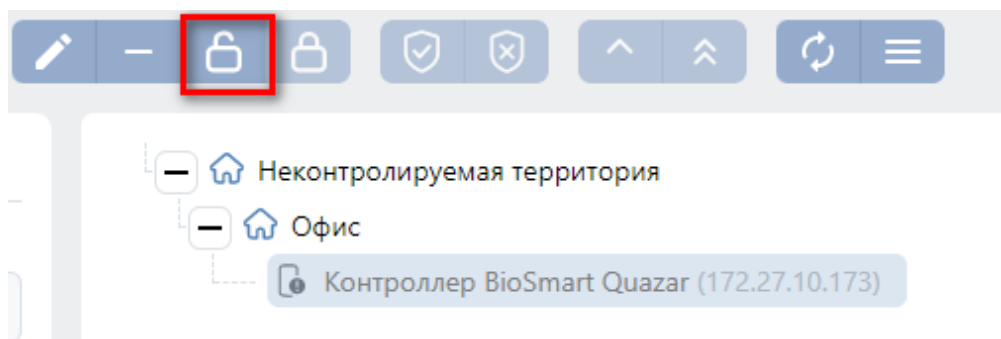 Неконтролируемая территория
Офис
Контроллер BioSmart Quazar (172.27.10.173)